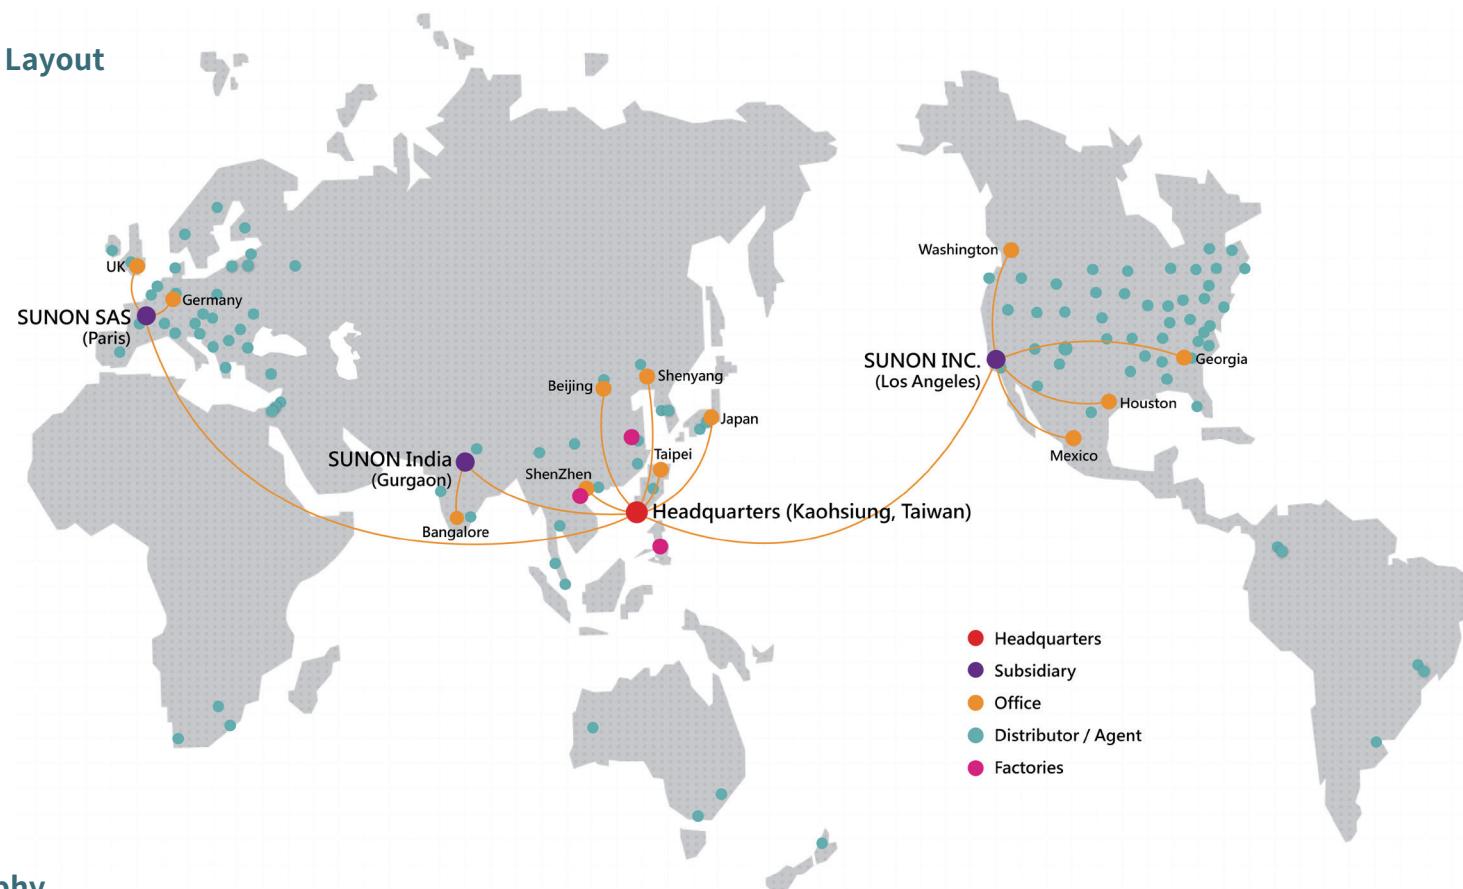 Layout
Washington
UK
Germany
SUNON SAS
(Paris)
SUNON INC.
(Los Angeles)
Georgia
Beijing
Shenyang
Houston
Japan
Mexico
Taipei
SUNON India
(Gurgaon)
ShenZhen
Headquarters (Kaohsiung, Taiwan)
Bangalore
Headquarters
Subsidiary
Office
Distributor / Agent
Factories